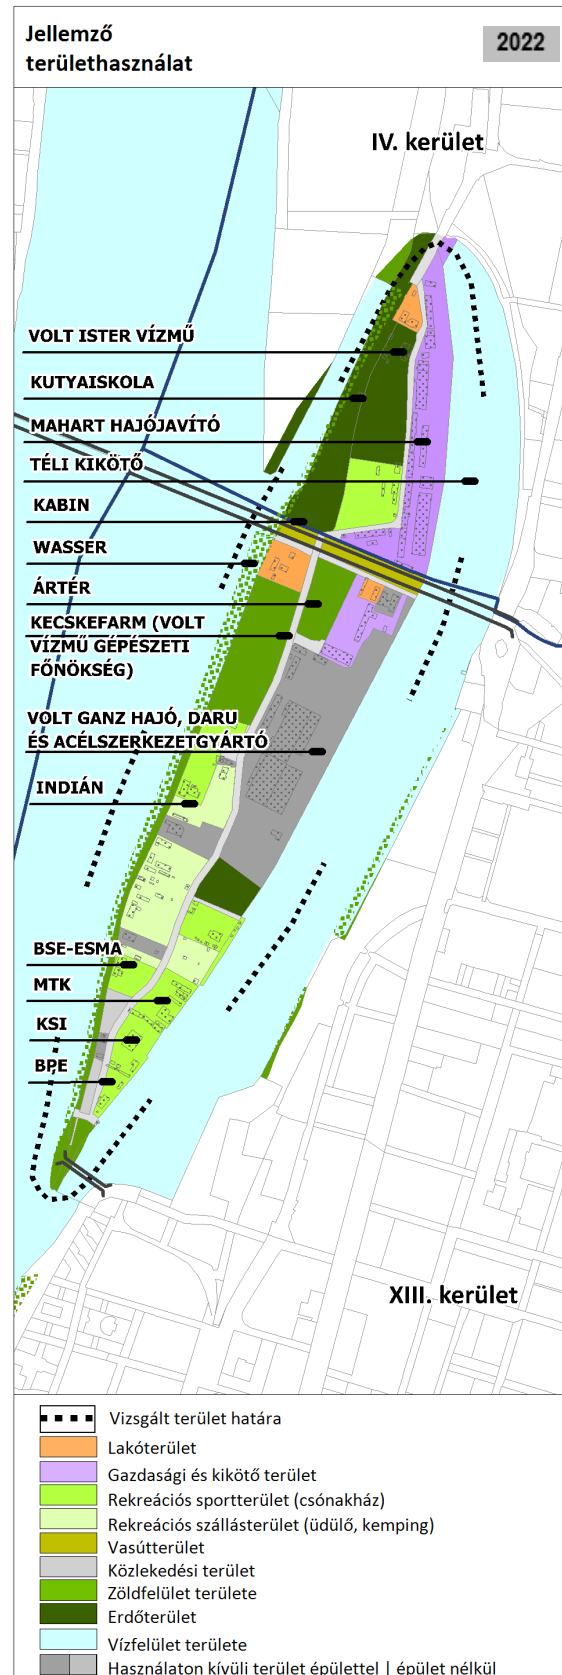 Jellemző
területhasználat
2022
IV. kerület
VOLT ISTER VÍZMŰ
KUTYAISKOLA
MAHART HAJÓJAVÍTÓ
TÉLI KIKÖTŐ
KABIN
WASSER
ÁRTÉR
KECSKEFARM (VOLT
VÍZMŰ GÉPÉSZETI
FŐNÖKSÉG)
VOLT GANZ HAJÓ, DARU
ÉS ACÉLSZERKEZETGYÁRTÓ
INDIÁN
BSE-ESMA
MTK
KSI
BPE
XIII. kerület
Vizsgált terület határa
Lakóterület
Gazdasági és kikötő terület
Rekreációs sportterület (csónakház)
Rekreációs szállásterület (üdülő, kemping)
Vasútterület
Közlekedési terület
Zöldfelület területe
Erdőterület
Vízfelület területe
Használaton kívüli terület épülettel | épület nélkül